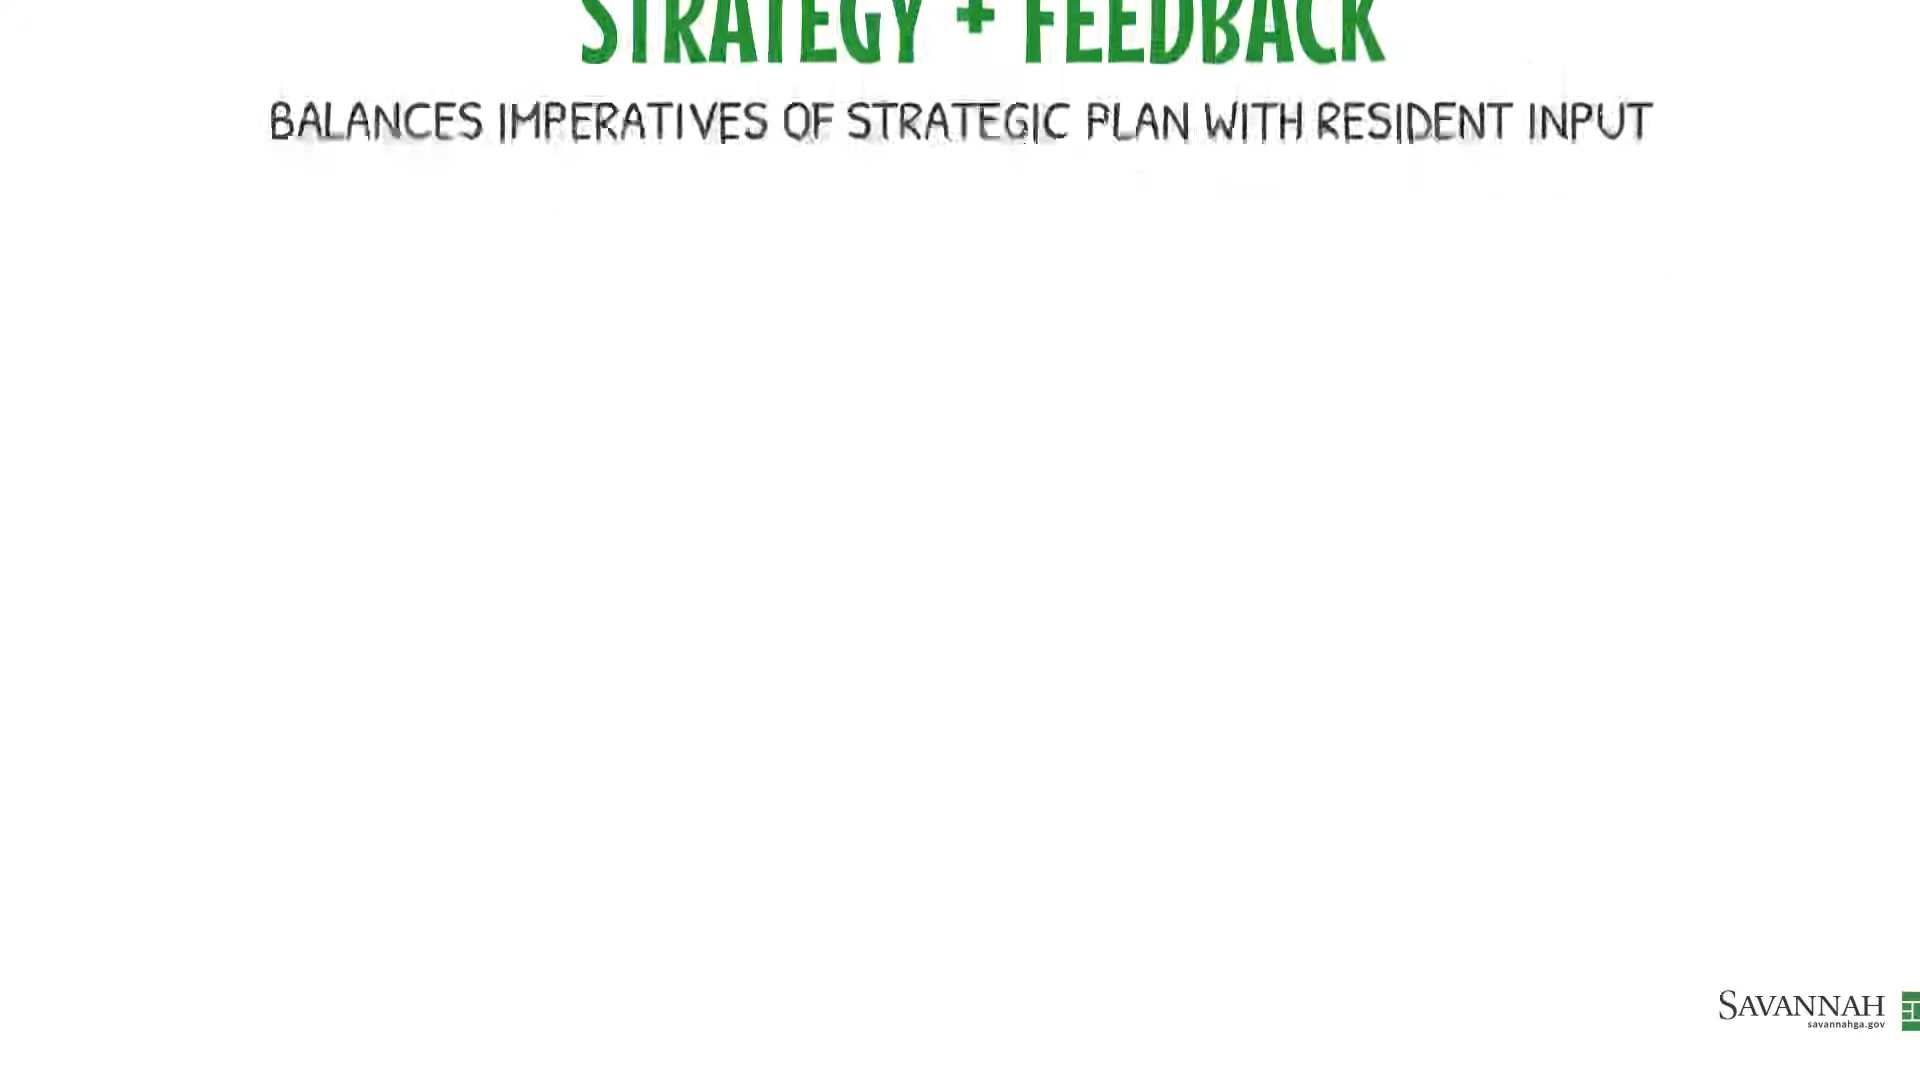 STRATEGY + FEEDBACK
BALANCES IMPERATIVES OF STRATEGIC PLAN WITH RESIDENT INPUT
SAVANNAH
savannahga.gov